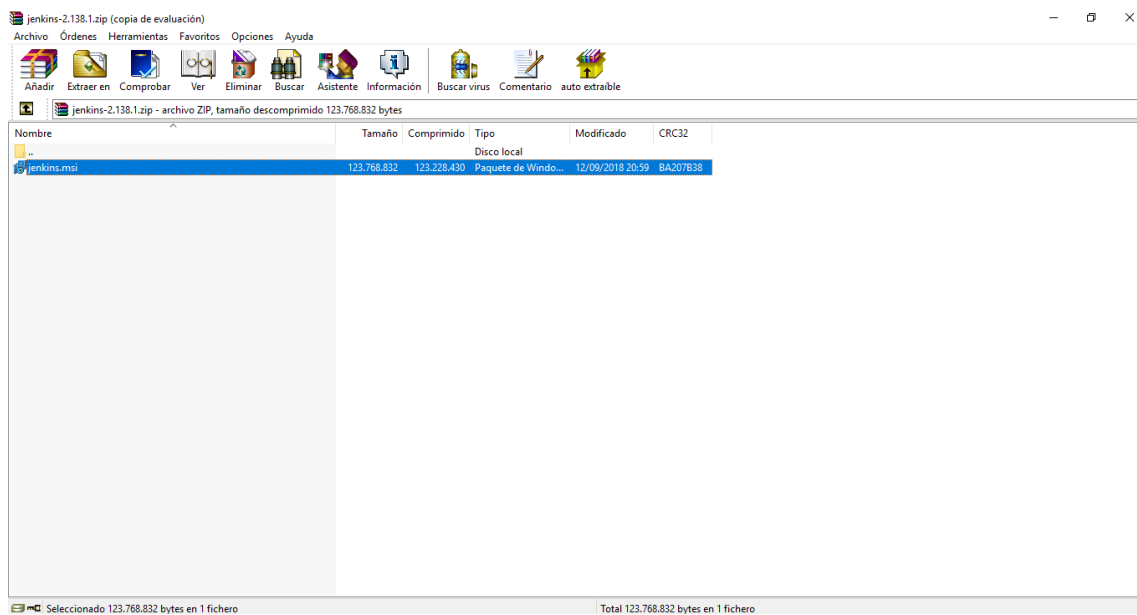 jenkins-2.138.1.zip (copia de evaluación)
Archivo Órdenes Herramientas Favoritos Opciones Ayuda
Añadir Extraer en Comprobar Ver Eliminar Buscar Asistente Información Buscar virus Comentario auto extraíble
jenkins-2.138.1.zip - archivo ZIP, tamaño descomprimido 123.768.832 bytes
Nombre Tamaño Comprimido Tipo Modificado CRC32
.. Disco local
jenkins.msi 123.768.832 123.228.430 Paquete de Windo... 12/09/2018 20:59 BA207B38
Seleccionado 123.768.832 bytes en 1 fichero Total 123.768.832 bytes en 1 fichero